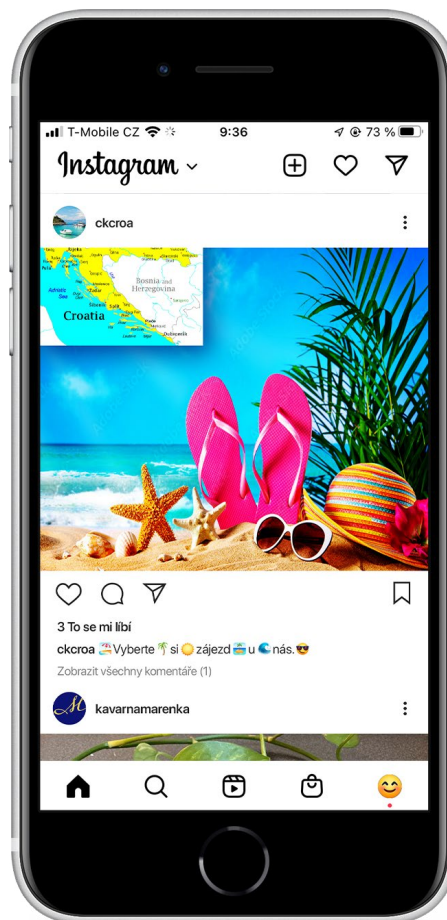 T-Mobile CZ 9:36 73 %
Instagram
ckcroa
Bosnia and
Herzegovina
Adriatic
Sea
Croatia
3 To se mi líbí
ckcroa 🏖️Vyberte🌴si🌞zájezd🏝️u🌊nás.😎
Zobrazit všechny komentáře (1)
M
kavarnamarenka